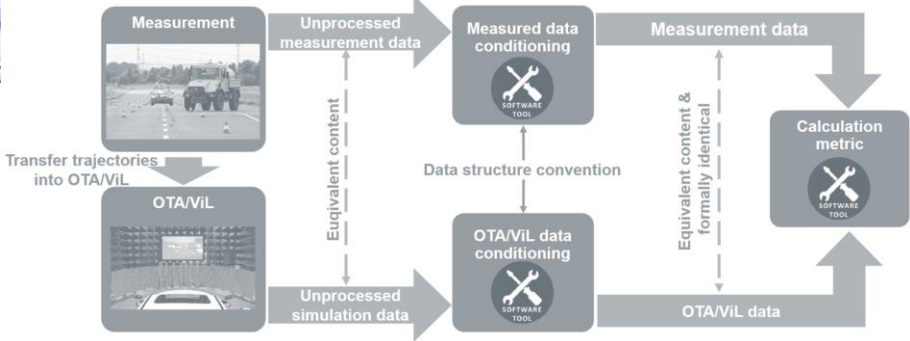 Measurement
Unprocessed
measurement data
Measured data
conditioning
SOFTWARE
TOOL
Measurement data
Euqivalent content
Equivalent content &
formally identical
Calculation
metric
SOFTWARE
TOOL
Transfer trajectories
into OTA/ViL
Data structure convention
OTA/ViL
OTA/ViL data
conditioning
SOFTWARE
TOOL
Unprocessed
simulation data
OTA/ViL data